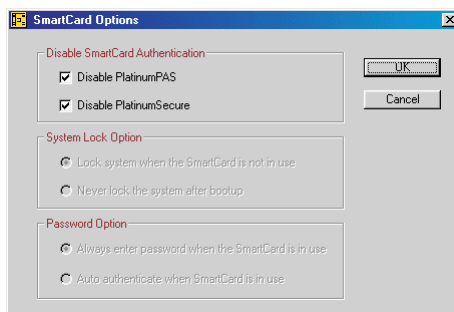 SmartCard Options
Disable SmartCard Authentication
Disable PlatinumPAS
Disable PlatinumSecure
OK
Cancel
System Lock Option
Lock system when the SmartCard is not in use
Never lock the system after bootup
Password Option
Always enter password when the SmartCard is in use
Auto authenticate when SmartCard is in use